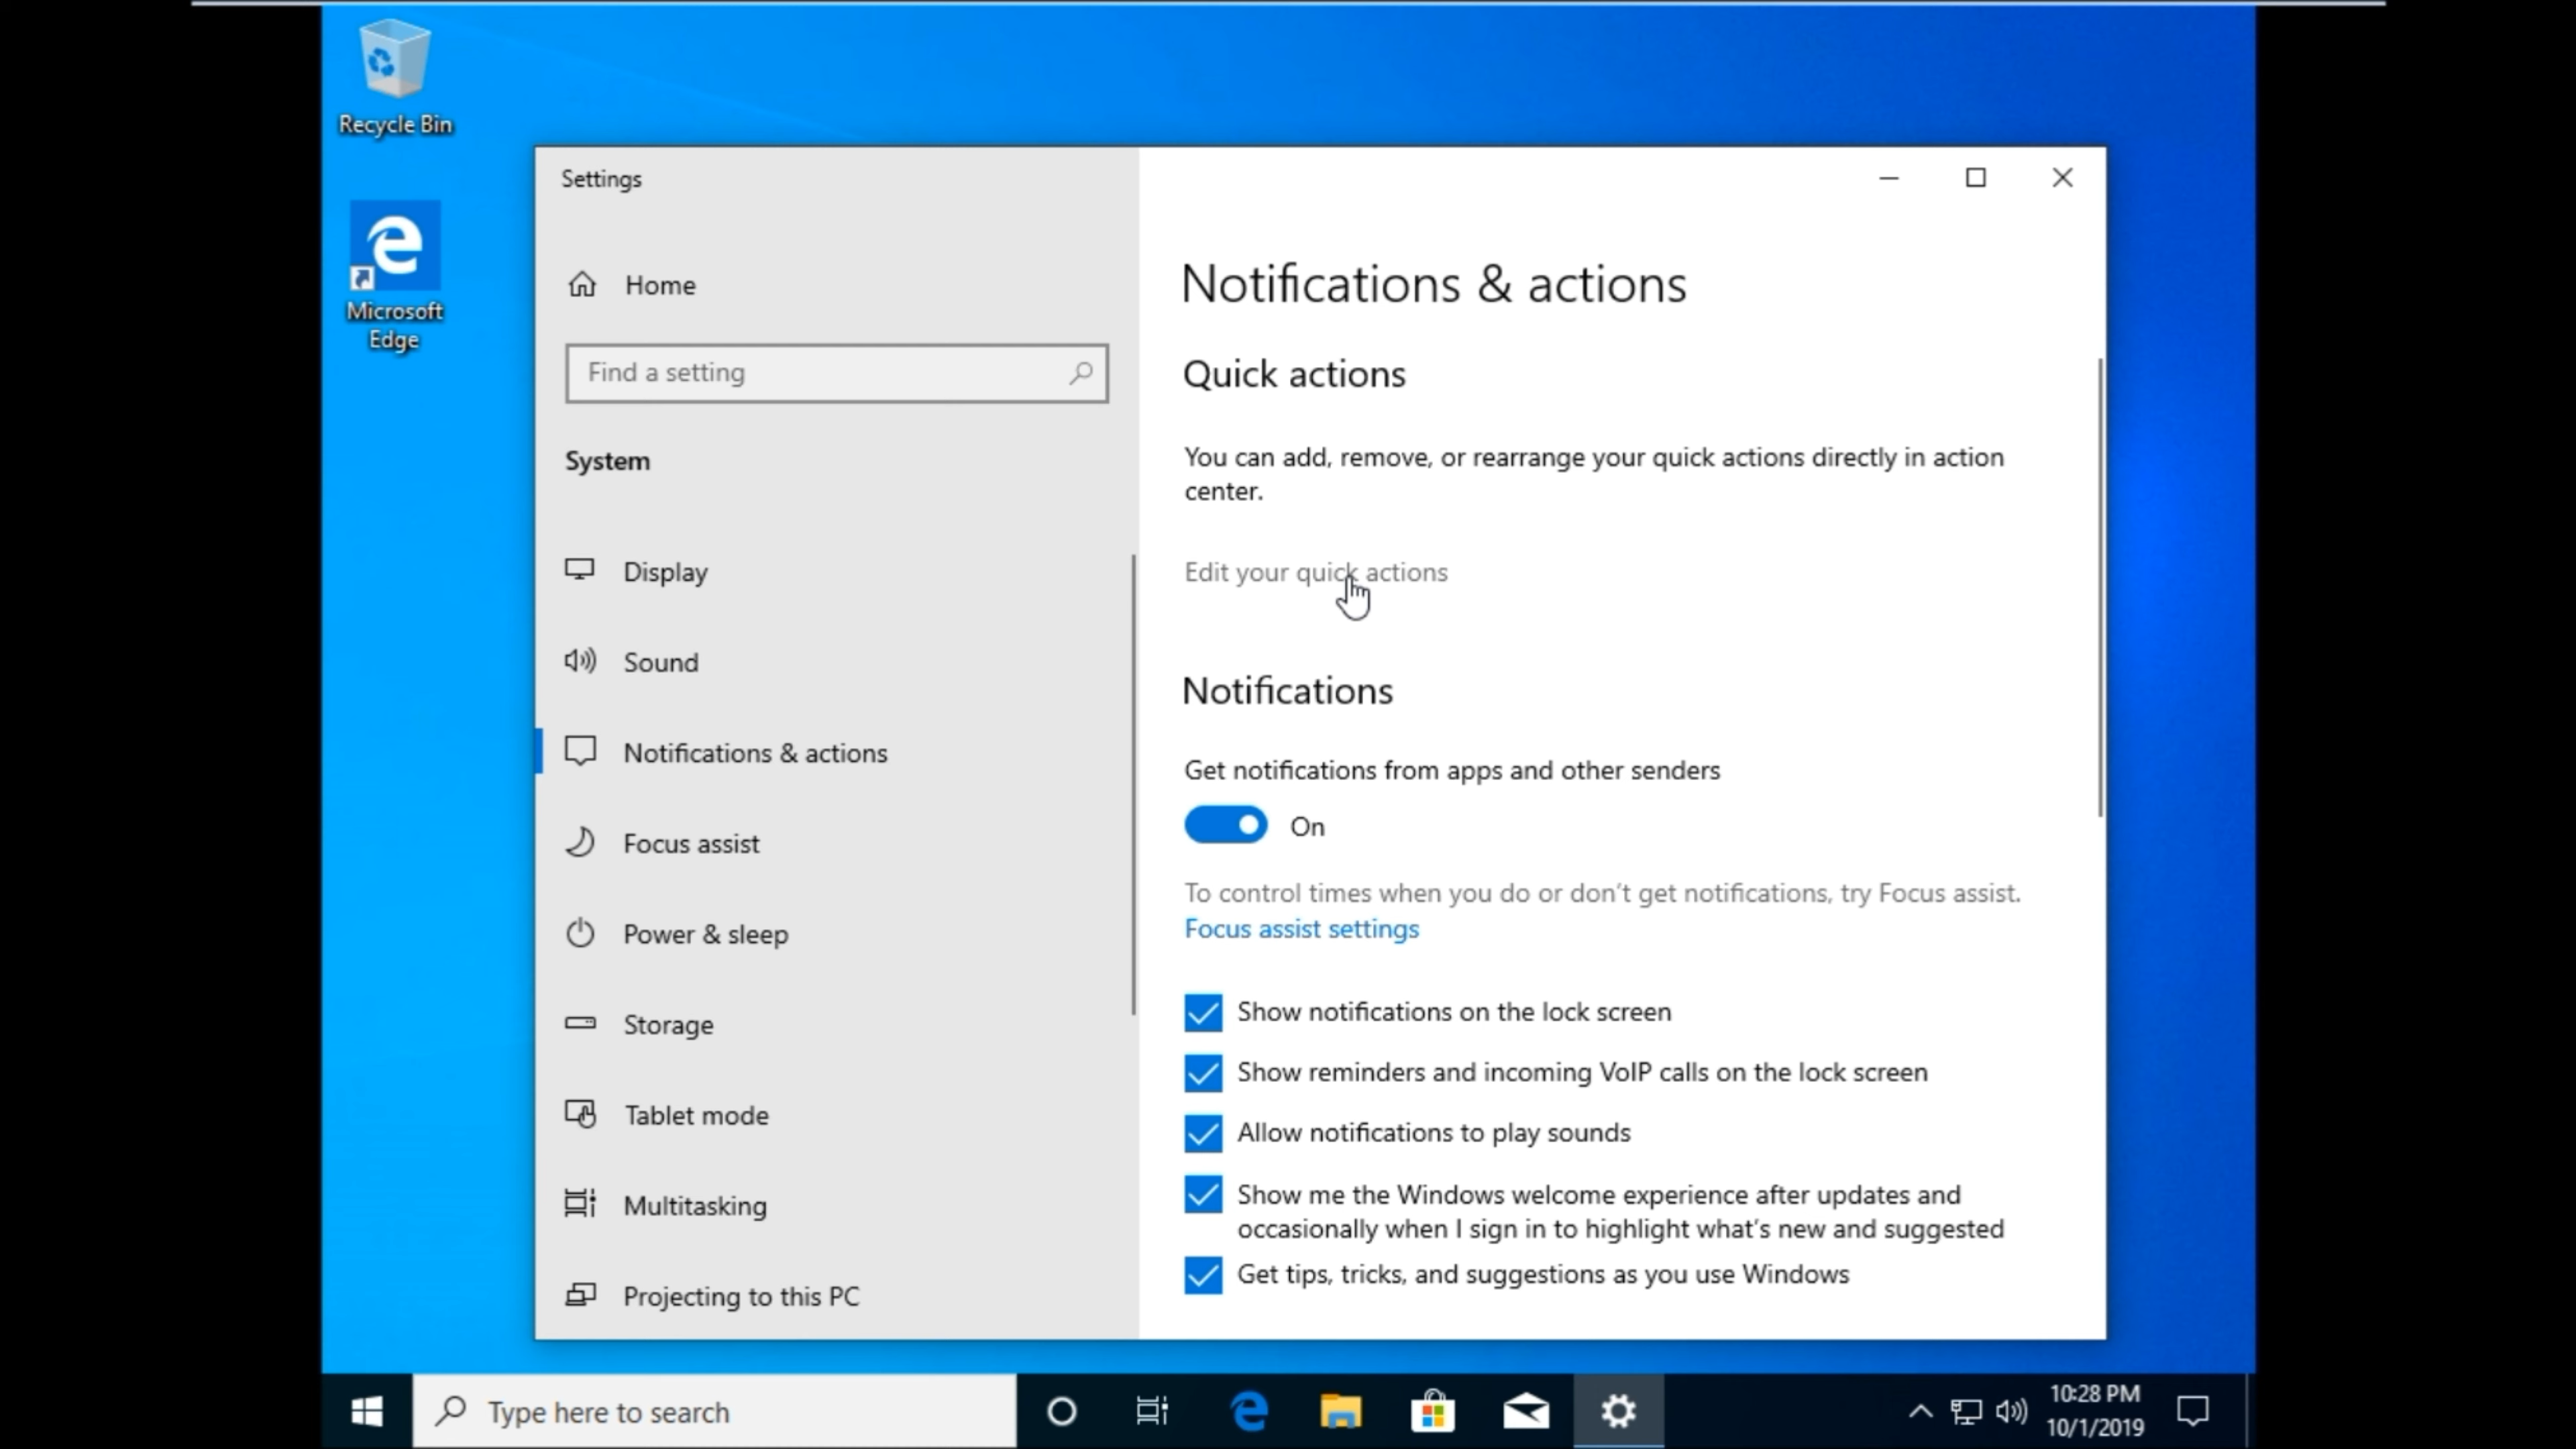 Recycle Bin
Microsoft
Edge
Settings
Home
Find a setting
System
Display
Sound
Notifications & actions
Focus assist
Power & sleep
Storage
Tablet mode
Multitasking
Projecting to this PC
Notifications & actions
Quick actions
You can add, remove, or rearrange your quick actions directly in action
center.
Edit your quick actions
Notifications
Get notifications from apps and other senders
On
To control times when you do or don't get notifications, try Focus assist.
Focus assist settings
Show notifications on the lock screen
Show reminders and incoming VoIP calls on the lock screen
Allow notifications to play sounds
Show me the Windows welcome experience after updates and
occasionally when I sign in to highlight what's new and suggested
Get tips, tricks, and suggestions as you use Windows
Type here to search
10:28 PM
10/1/2019